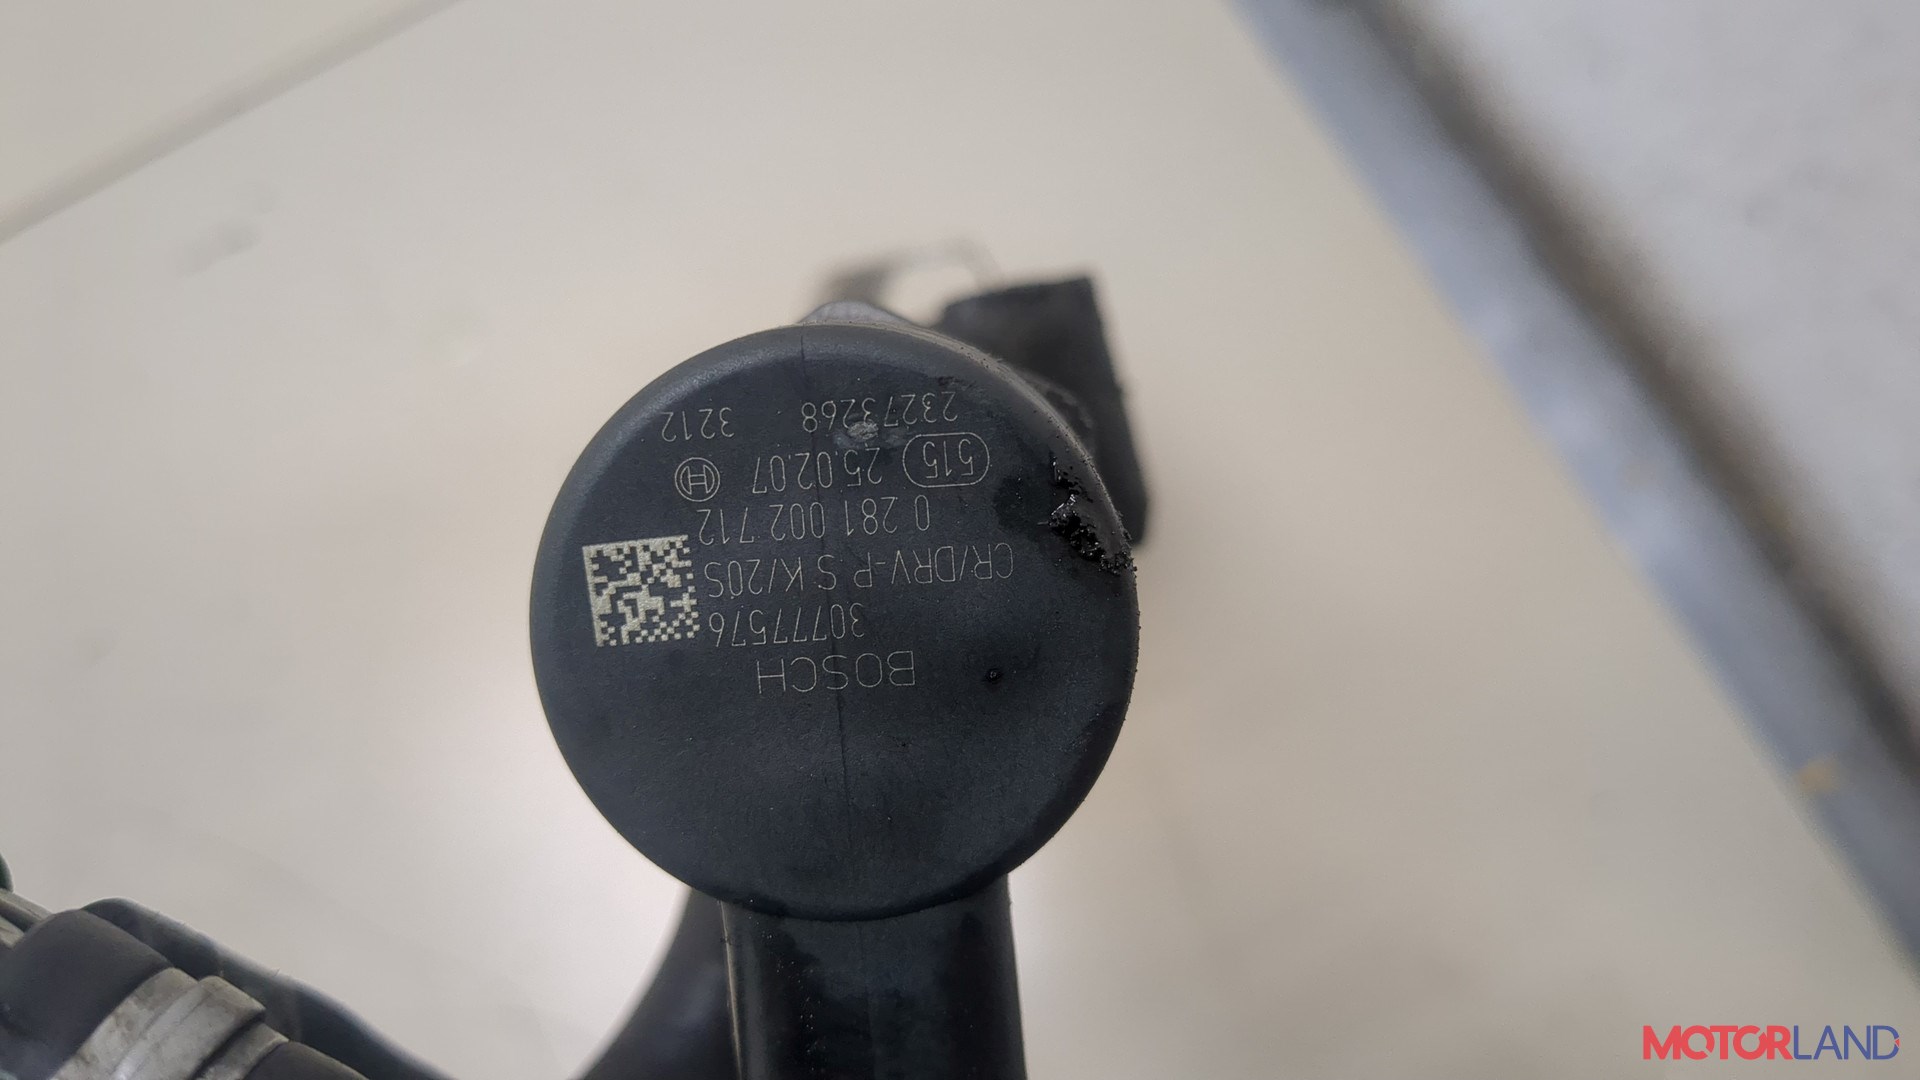 BOSCH
30777576
CR/DRV-P S K/20S
0 281 002 712
515 25.02.07 H
23273268 3212
MOTORLAND